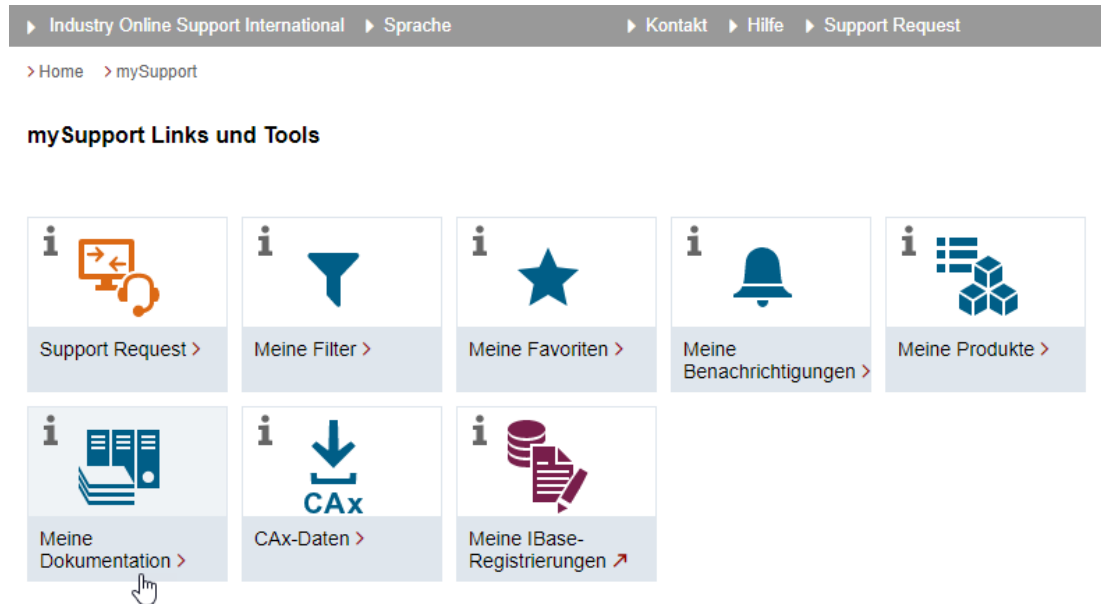 Industry Online Support International Sprache Kontakt Hilfe Support Request
> Home > mySupport
mySupport Links und Tools
Support Request >
Meine Filter >
Meine Favoriten >
Meine
Benachrichtigungen >
Meine Produkte >
Meine
Dokumentation >
CAx
CAx-Daten >
Meine IBase-
Registrierungen